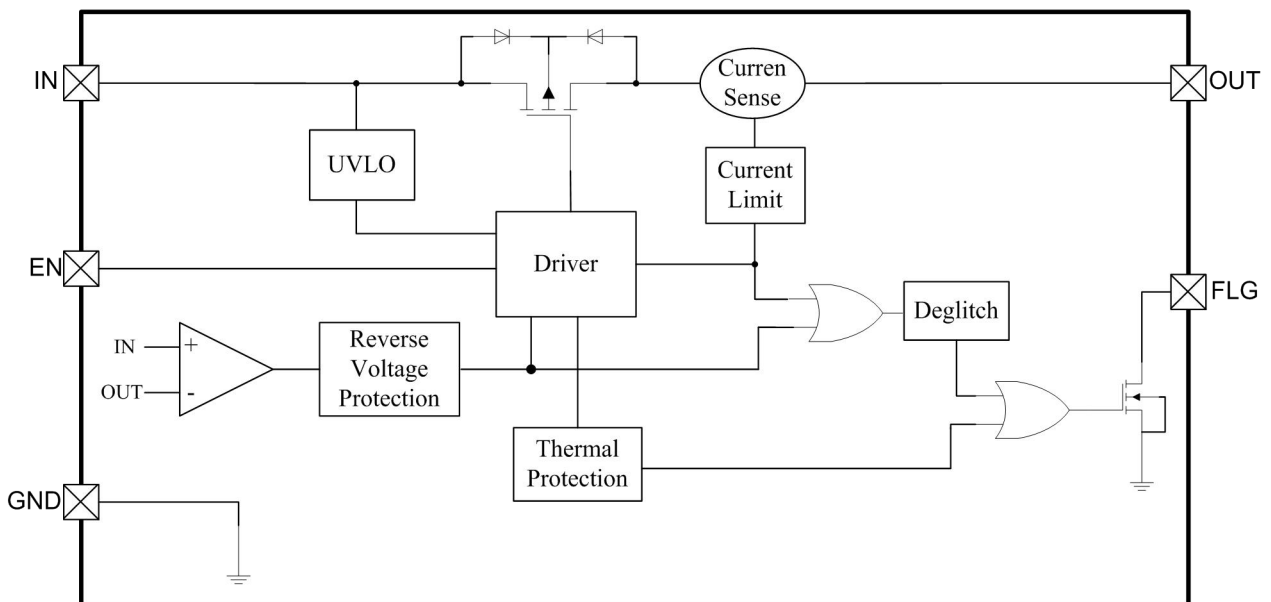 IN
OUT
Curren
Sense
UVLO
Current
Limit
EN
Driver
FLG
Deglitch
IN
+
OUT
-
Reverse
Voltage
Protection
Thermal
Protection
GND